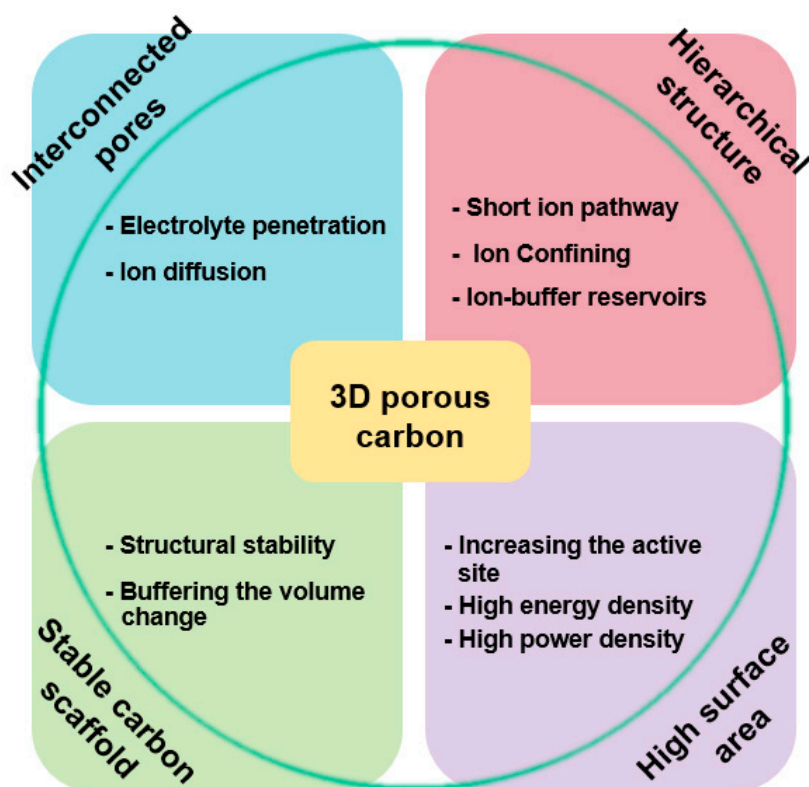 Interconnected
pores
- Electrolyte penetration
- Ion diffusion
Hierarchical
structure
- Short ion pathway
- Ion Confining
- Ion-buffer reservoirs
3D porous
carbon
- Structural stability
- Buffering the volume
change
Stable carbon
scaffold
- Increasing the active
site
- High energy density
- High power density
High surface
area